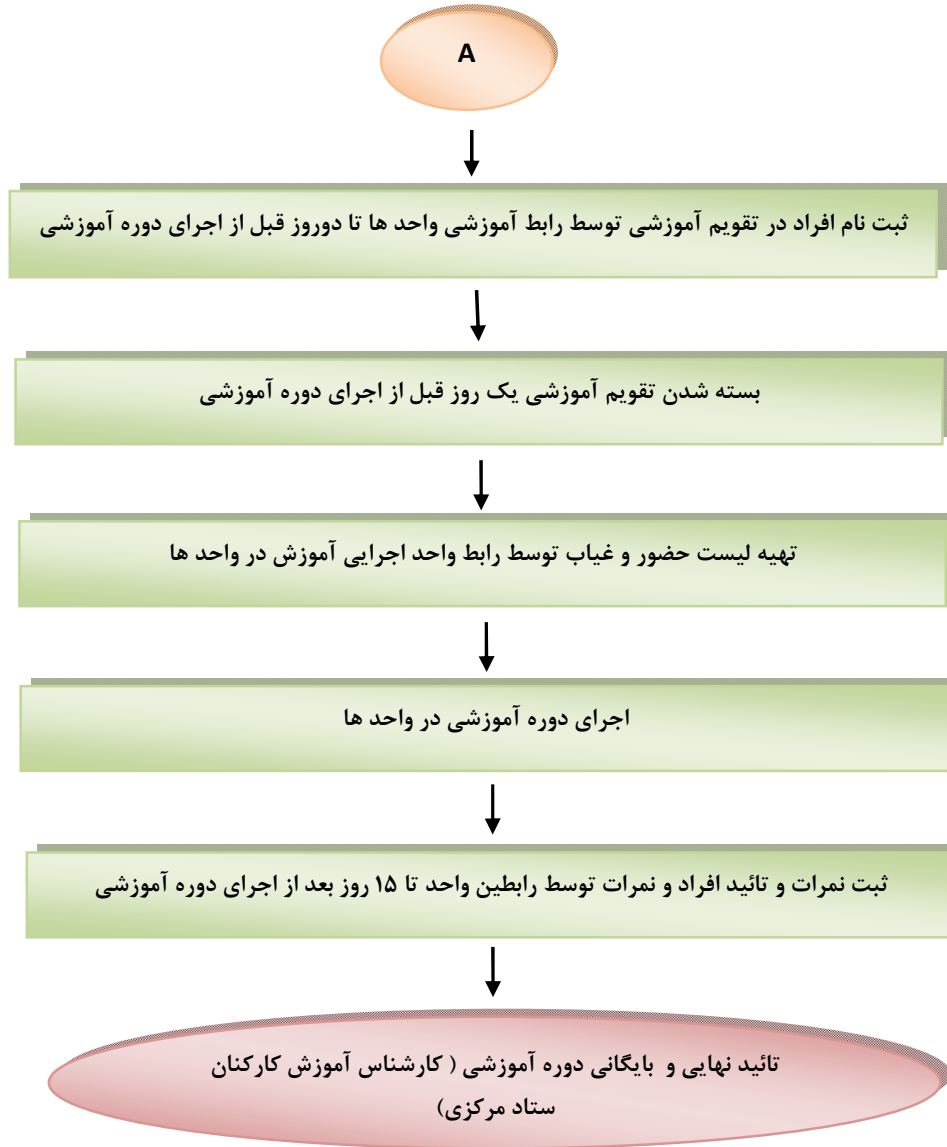 A
ثبت نام افراد در تقویم آموزشی توسط رابط آموزشی واحد ها تا دوروز قبل از اجرای دوره آموزشی
بسته شدن تقویم آموزشی یک روز قبل از اجرای دوره آموزشی
تهیه لیست حضور و غیاب توسط رابط واحد اجرایی آموزش در واحد ها
اجرای دوره آموزشی در واحد ها
ثبت نمرات و تائید افراد و نمرات توسط رابطین واحد تا ۱۵ روز بعد از اجرای دوره آموزشی
تائید نهایی و بایگانی دوره آموزشی ( کارشناس آموزش کارکنان
ستاد مرکزی)